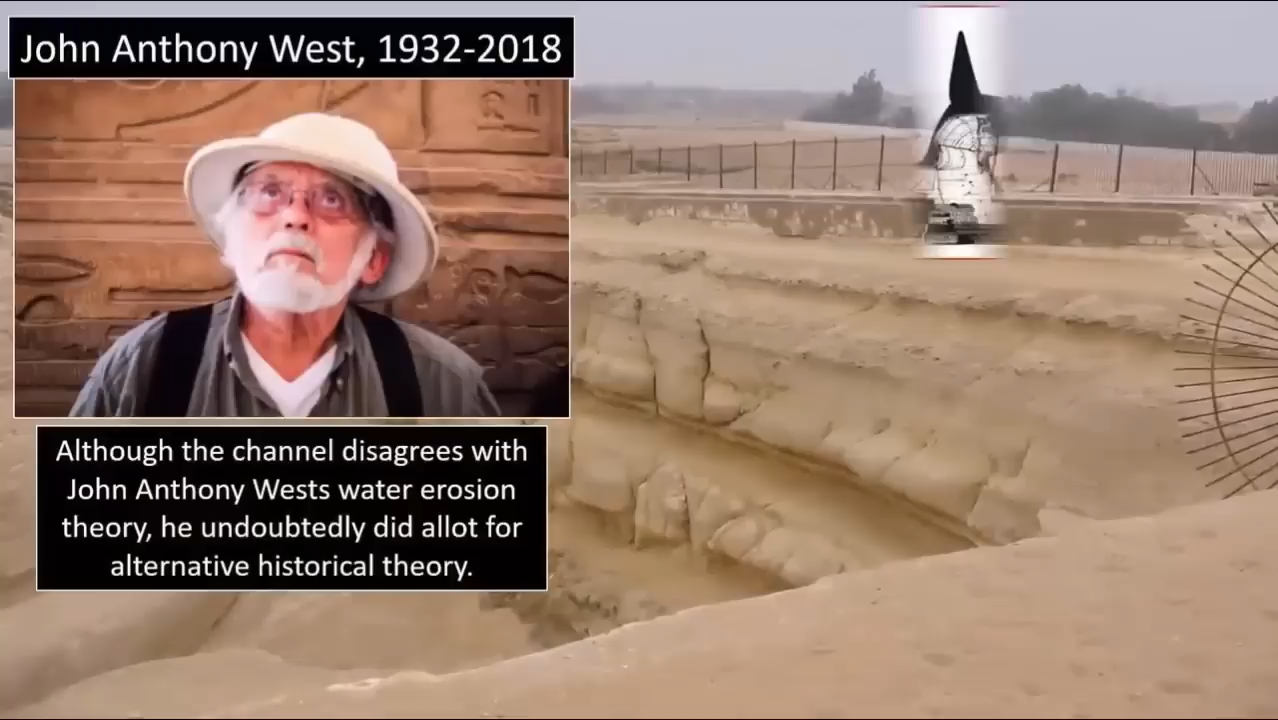 John Anthony West, 1932-2018
Although the channel disagrees with
John Anthony Wests water erosion
theory, he undoubtedly did allot for
alternative historical theory.